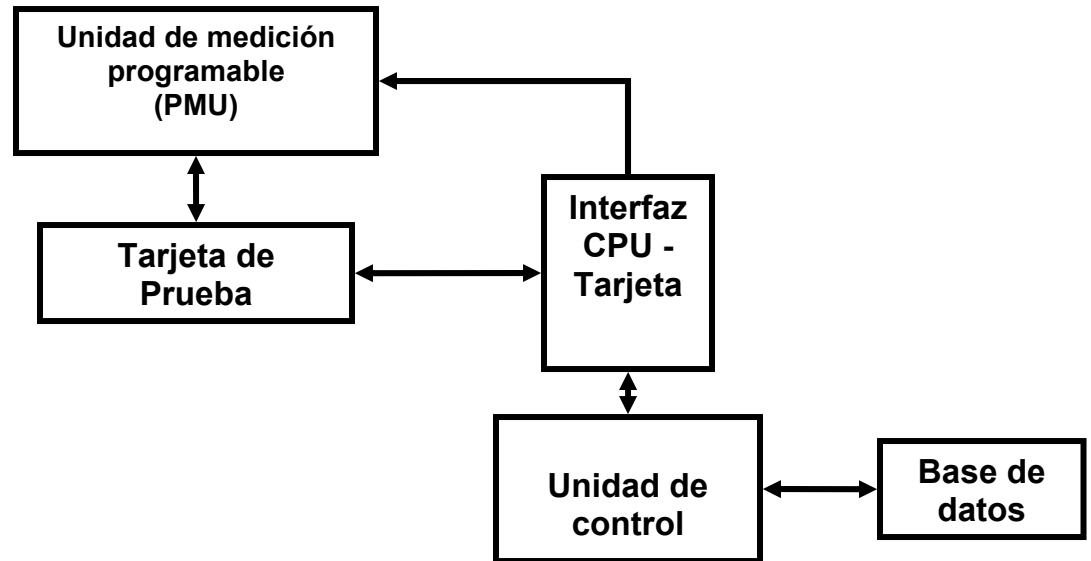 Unidad de medición
programable
(PMU)
Interfaz
CPU -
Tarjeta
Tarjeta de
Prueba
Unidad de
control
Base de
datos